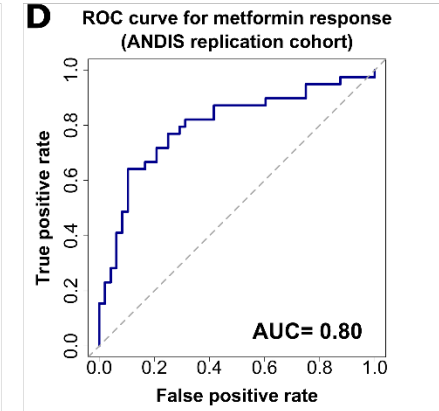 D
ROC curve for metformin response
(ANDIS replication cohort)
True positive rate
1.0
0.8
0.6
0.4
0.2
0.0
AUC= 0.80
0.0 0.2 0.4 0.6 0.8 1.0
False positive rate